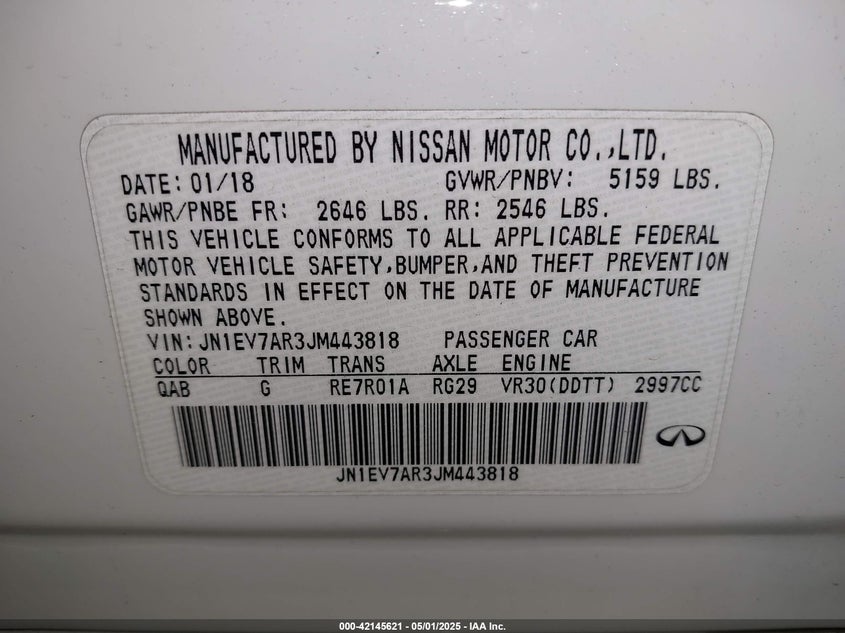 MANUFACTURED BY NISSAN MOTOR CO.,LTD.
DATE: 01/18 GVWR/PNBV: 5159 LBS.
GAWR/PNBE FR: 2646 LBS. RR: 2546 LBS.
THIS VEHICLE CONFORMS TO ALL APPLICABLE FEDERAL
MOTOR VEHICLE SAFETY,BUMPER,AND THEFT PREVENTION
STANDARDS IN EFFECT ON THE DATE OF MANUFACTURE
SHOWN ABOVE.
VIN: JN1EV7AR3JM443818 PASSENGER CAR
COLOR TRIM TRANS AXLE ENGINE
QAB G RE7R01A RG29 VR30(DDTT) 2997CC
JN1EV7AR3JM443818
000-42145621 - 05/01/2025 - IAA Inc.